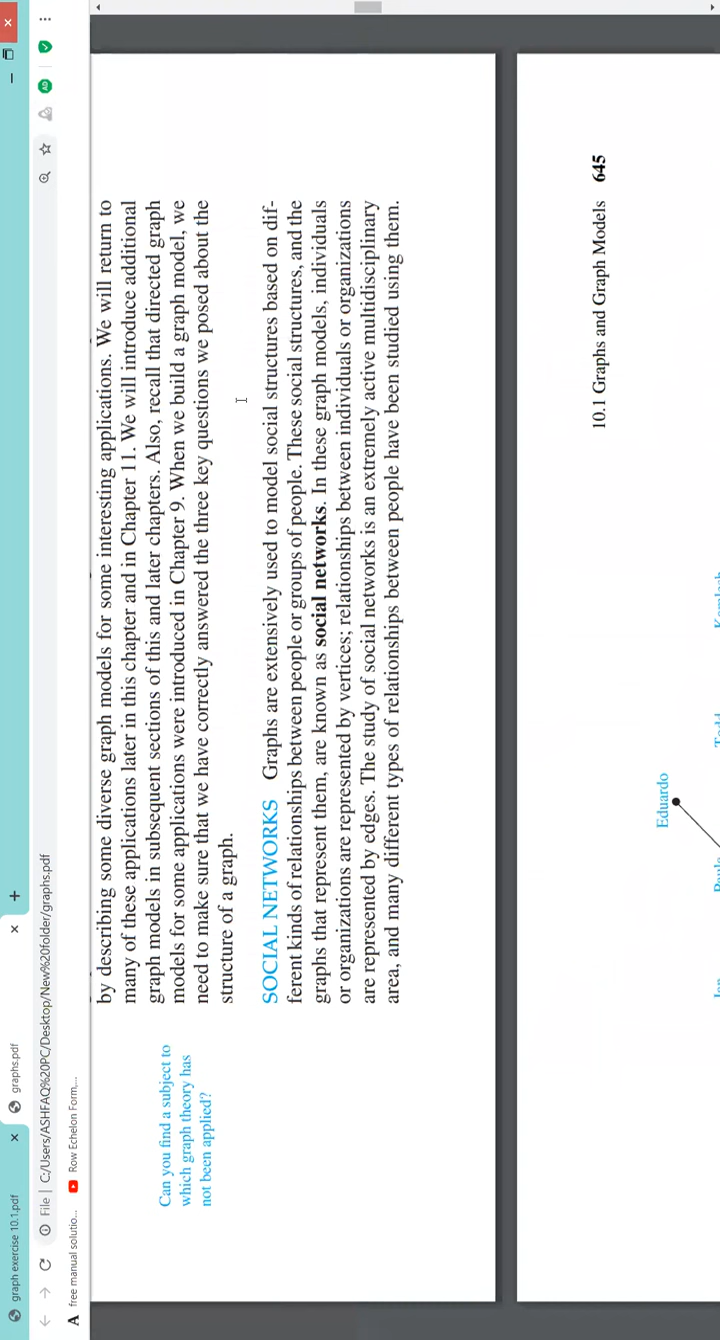 graph exercise 10.1.pdf
graphs.pdf
File | C:/Users/ASHFAQ%20PC/Desktop/New%20folder/graphs.pdf
free manual solutio...
Row Echelon Form,...
by describing some diverse graph models for some interesting applications. We will return to
many of these applications later in this chapter and in Chapter 11. We will introduce additional
graph models in subsequent sections of this and later chapters. Also, recall that directed graph
models for some applications were introduced in Chapter 9. When we build a graph model, we
need to make sure that we have correctly answered the three key questions we posed about the
structure of a graph.
Can you find a subject to
which graph theory has
not been applied?
SOCIAL NETWORKS Graphs are extensively used to model social structures based on dif-
ferent kinds of relationships between people or groups of people. These social structures, and the
graphs that represent them, are known as social networks. In these graph models, individuals
or organizations are represented by vertices; relationships between individuals or organizations
are represented by edges. The study of social networks is an extremely active multidisciplinary
area, and many different types of relationships between people have been studied using them.
10.1 Graphs and Graph Models 645
Eduardo